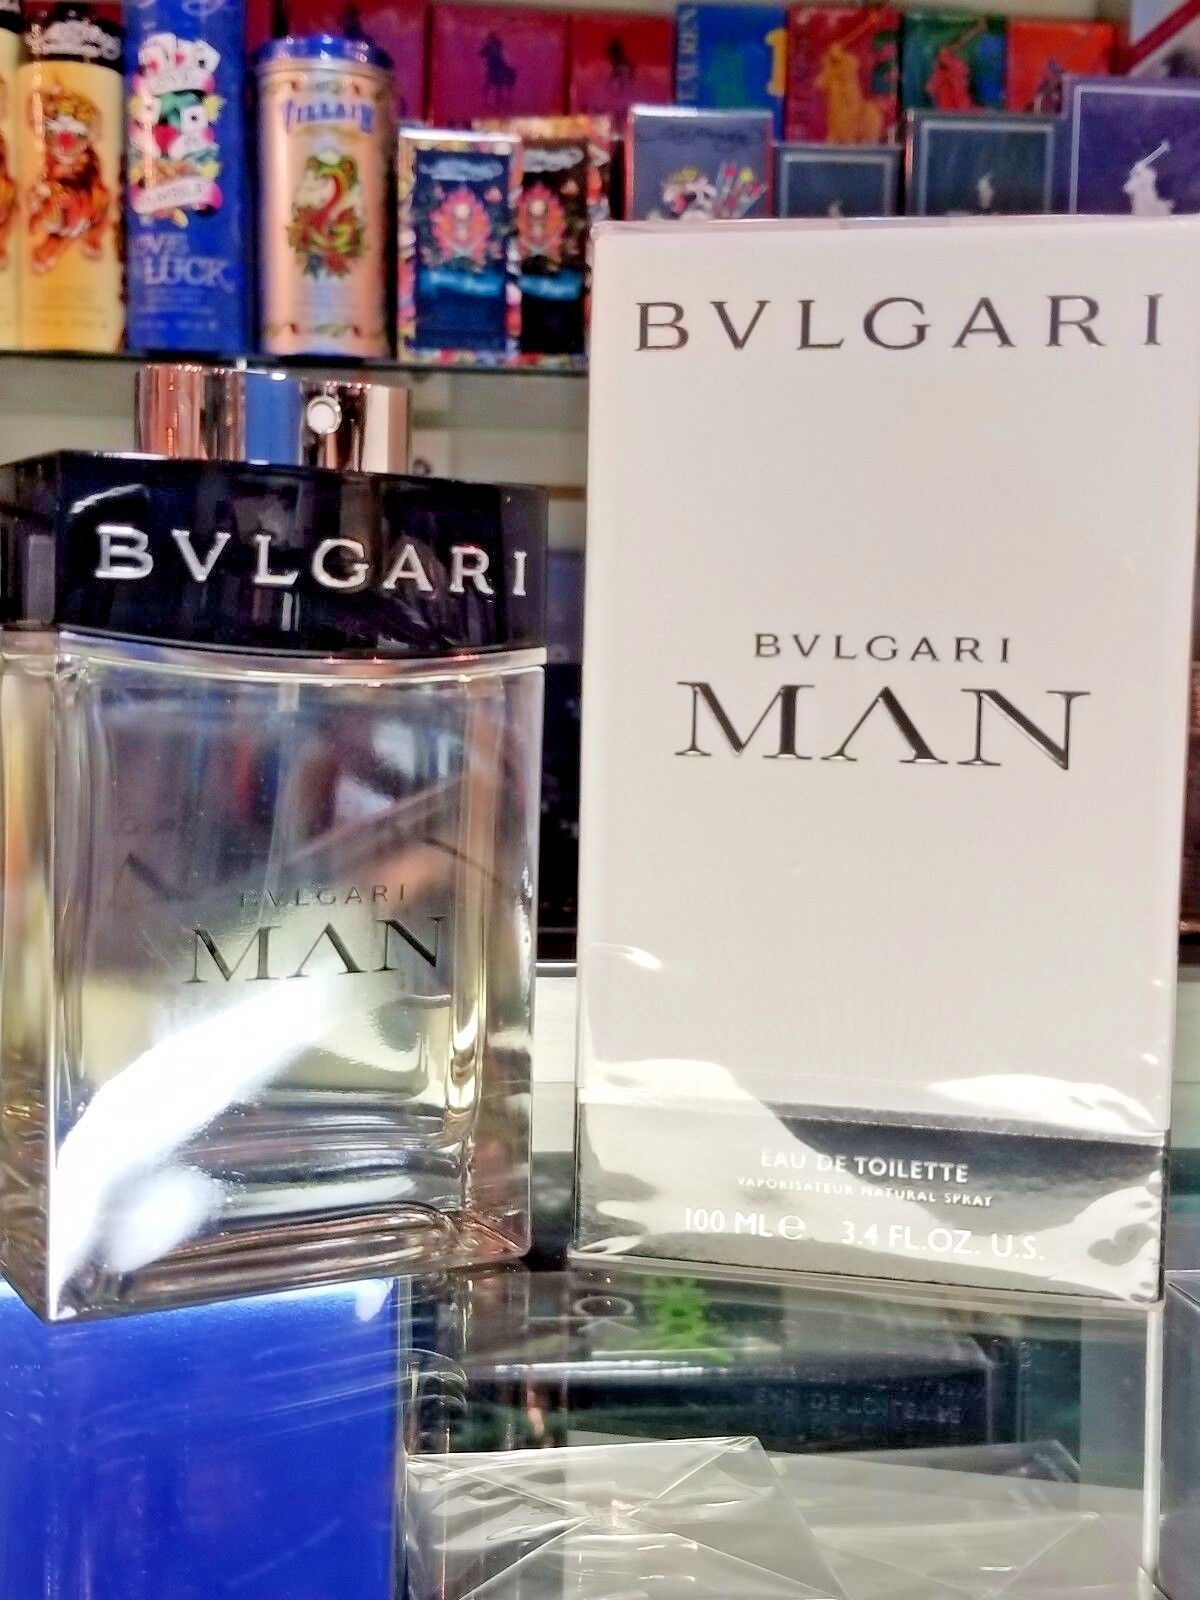 VILLAIN
LOVE
& LUCK
LAUREN
BVLGARI
BVLGARI
MAN
BVLGARI
BVLGARI
MAN
EAU DE TOILETTE
VAPORISATEUR NATURAL SPRAY
100 ML e 3.4 FL.OZ. U.S.